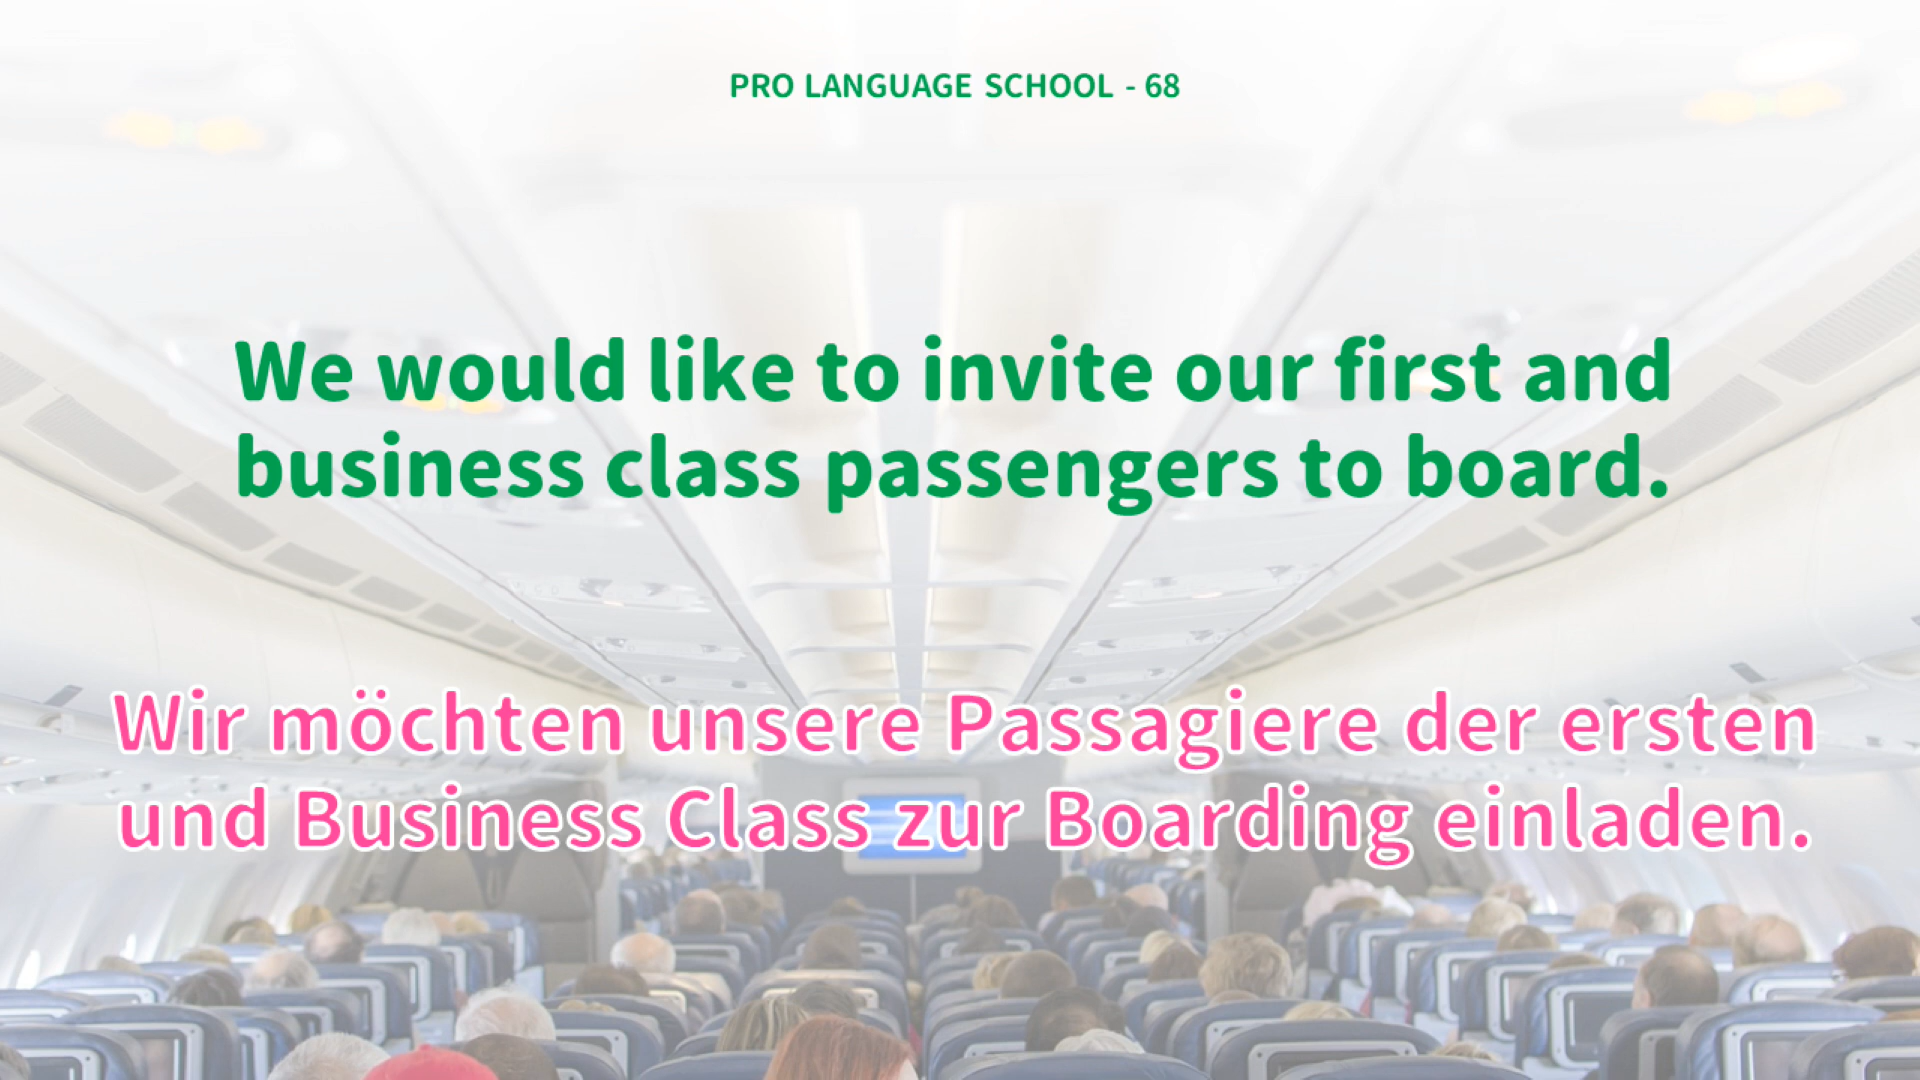 PRO LANGUAGE SCHOOL - 68
We would like to invite our first and
business class passengers to board.
Wir möchten unsere Passagiere der ersten
und Business Class zur Boarding einladen.